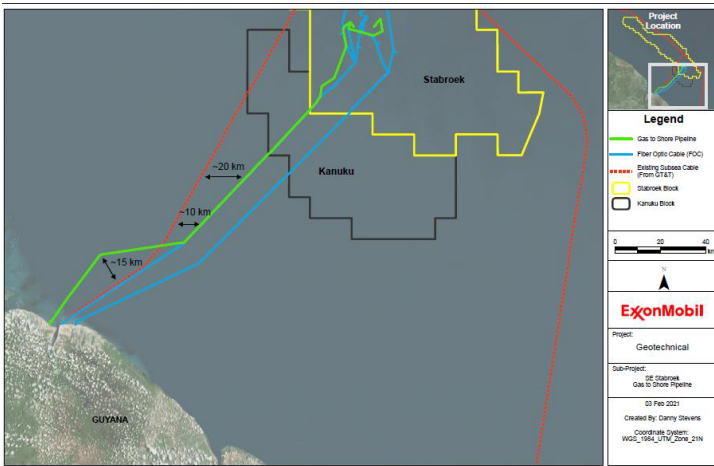 Stabroek
Kanuku
~20 km
~10 km
~15 km
GUYANA
Project
Location
Legend
Gas to Shore Pipeline
Fiber Optic Cable (FOC)
Existing Subsea Cable
(From GT&T)
Stabroek Block
Kanuku Block
0 20 40
km
N
ExxonMobil
Project:
Geotechnical
Sub-Project:
SE Stabroek
Gas to Shore Pipeline
03 Feb 2021
Created By: Danny Stevens
Coordinate System:
WGS_1984_UTM_Zone_21N